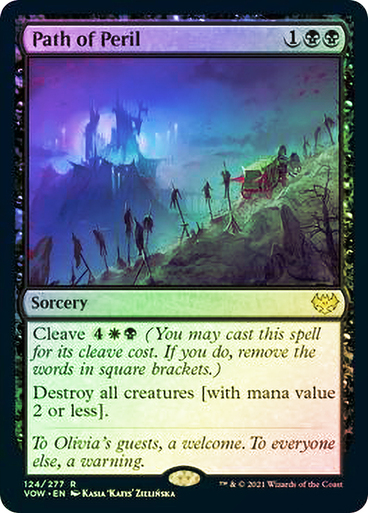 Path of Peril 1
Sorcery
Cleave 4 (You may cast this spell
for its cleave cost. If you do, remove the
words in square brackets.)
Destroy all creatures [with mana value
2 or less].
To Olivia's guests, a welcome. To everyone
else, a warning.
124/277 R
VOW • EN Kasia 'Kafis' Zielińska
™ & © 2021 Wizards of the Coast